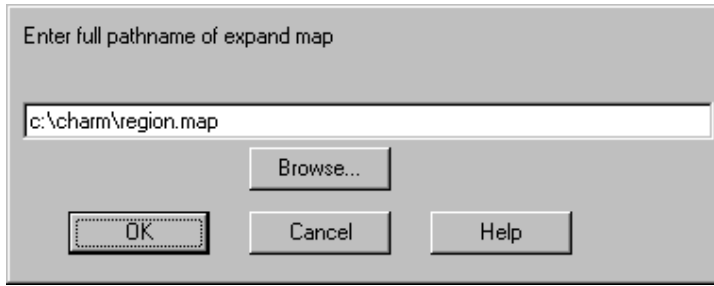 Enter full pathname of expand map
c:\charm\region.map
Browse...
OK Cancel Help